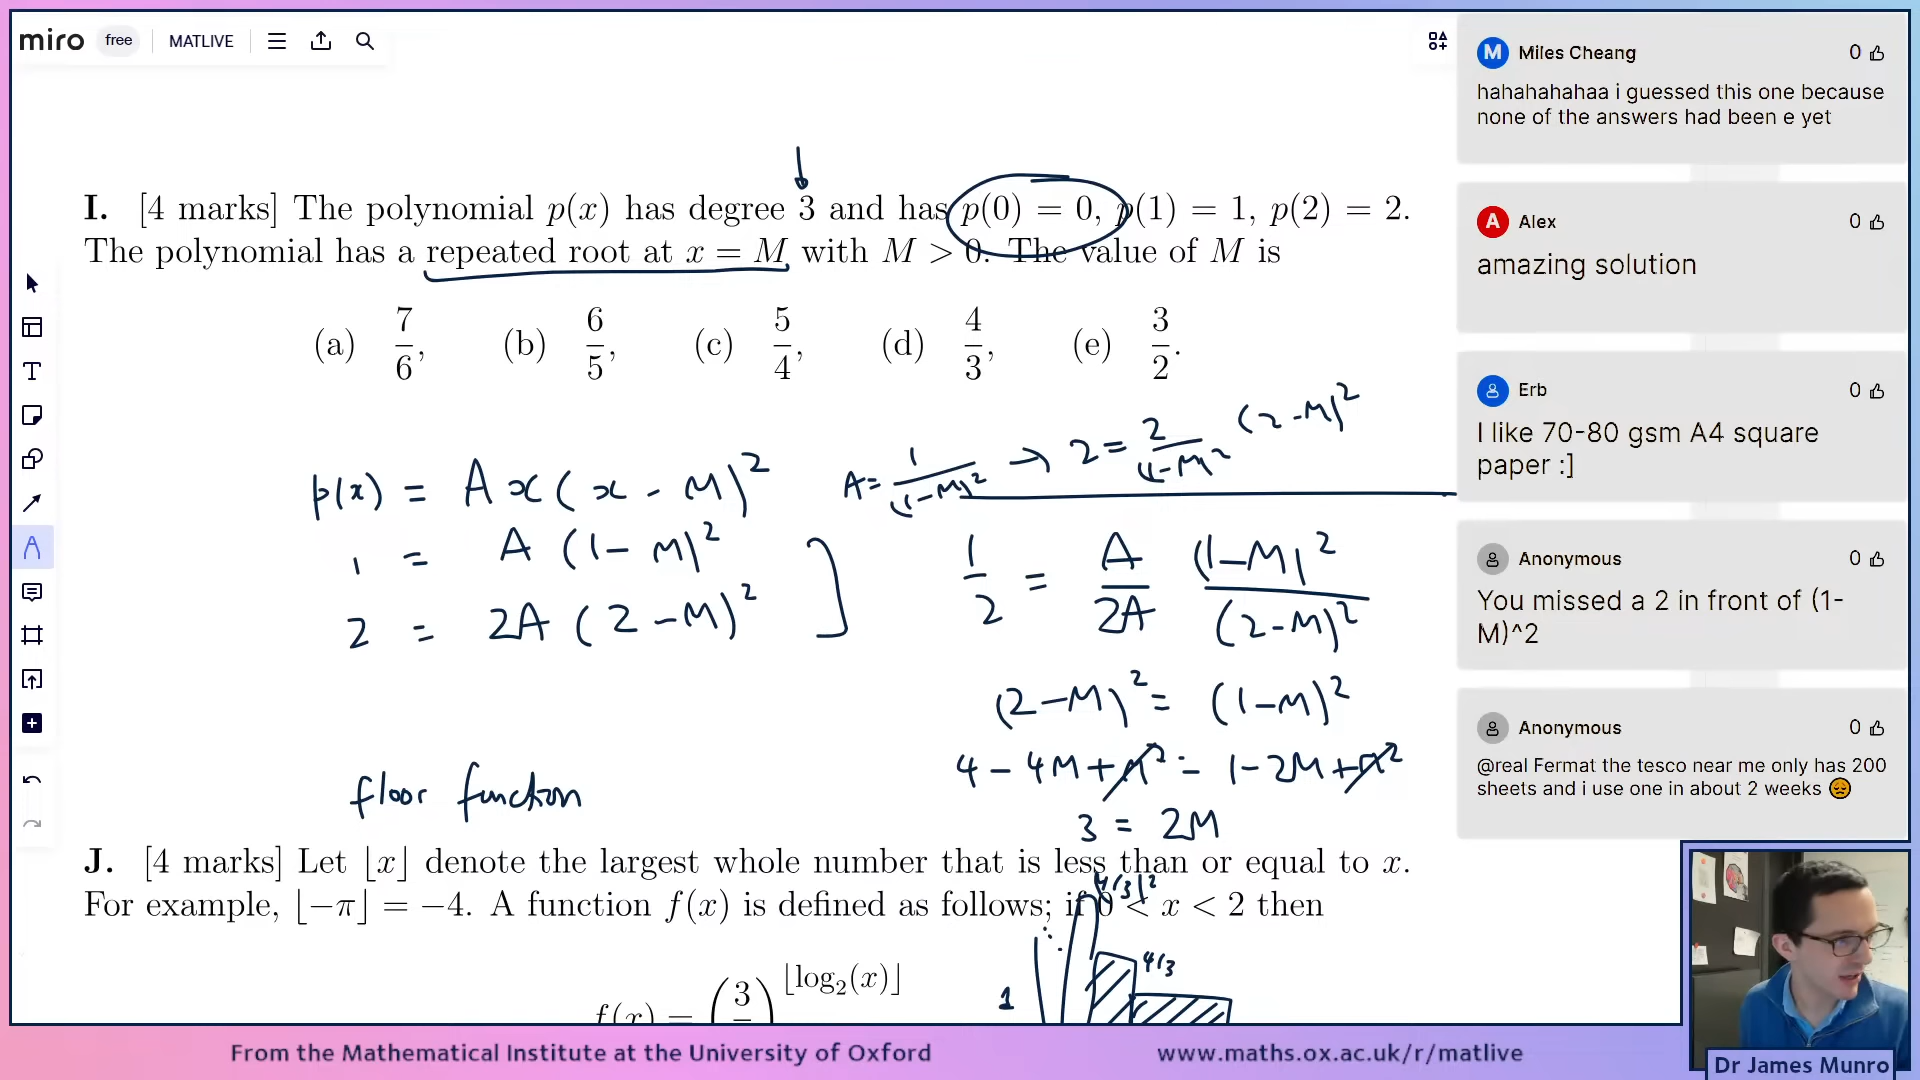 miro free MATLIVE
I. [4 marks] The polynomial p(x) has degree 3 and has p(0) = 0, p(1) = 1, p(2) = 2.
The polynomial has a repeated root at x = M with M > 0. The value of M is
(a) 7/6, (b) 6/5, (c) 5/4, (d) 4/3, (e) 3/2.
p(x) = Ax(x - M)^2
1 = A(1 - M)^2
2 = 2A(2 - M)^2
A = 1/(1-M)^2 → 2 = 2/(1-M)^2 (2-M)^2
1/2 = A/2A (1-M)^2/(2-M)^2
(2-M)^2 = (1-M)^2
4 - 4M + M^2 = 1 - 2M + M^2
3 = 2M
floor function
J. [4 marks] Let ⌊x⌋ denote the largest whole number that is less than or equal to x.
For example, ⌊−π⌋ = −4. A function f(x) is defined as follows; if 0 < x < 2 then
(4/3)^2
4/3
1
⌊log₂(x)⌋
f(x) = (3
M Miles Cheang 0
hahahahahaa i guessed this one because
none of the answers had been e yet
A Alex 0
amazing solution
Erb 0
I like 70-80 gsm A4 square
paper :]
Anonymous 0
You missed a 2 in front of (1-
M)^2
Anonymous 0
@real Fermat the tesco near me only has 200
sheets and i use one in about 2 weeks 😔
From the Mathematical Institute at the University of Oxford
www.maths.ox.ac.uk/r/matlive
Dr James Munro